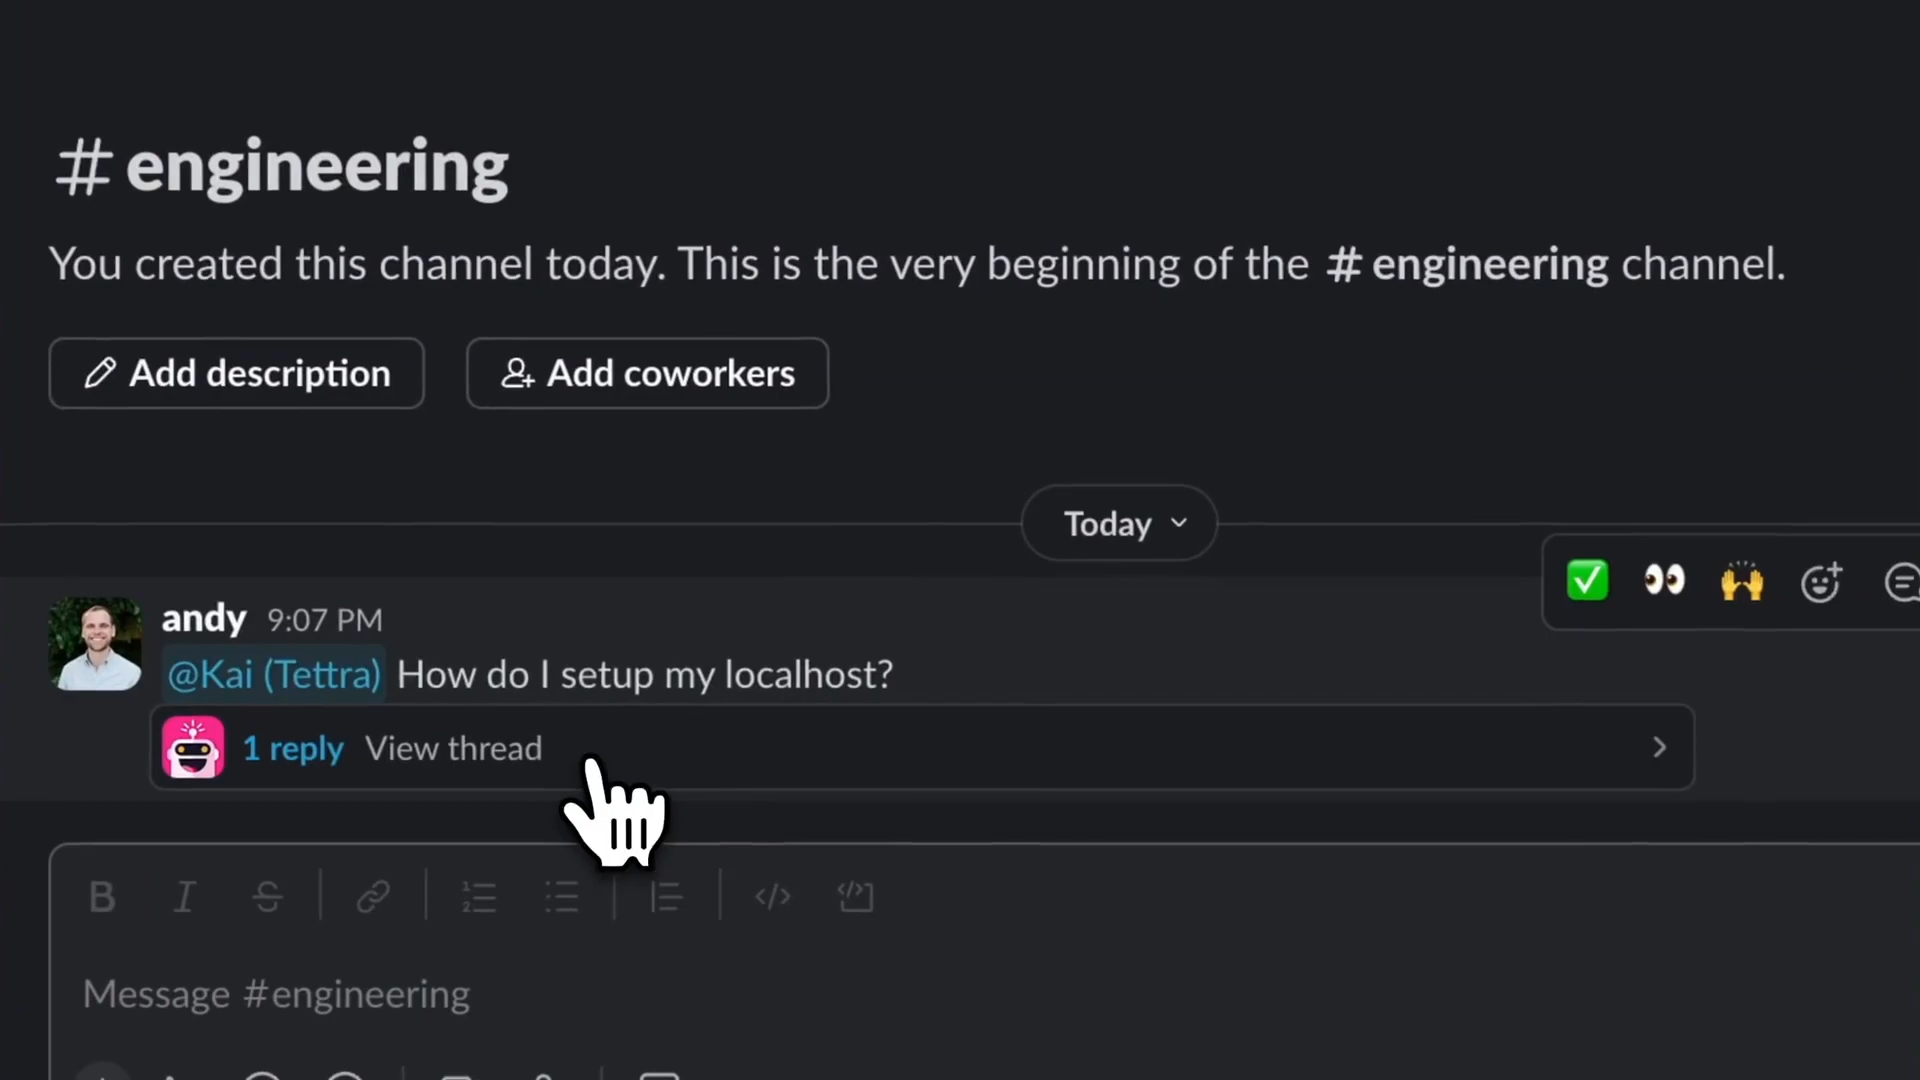 # engineering
You created this channel today. This is the very beginning of the # engineering channel.
Add description Add coworkers
Today
andy 9:07 PM
@Kai (Tettra) How do I setup my localhost?
1 reply View thread
Message #engineering